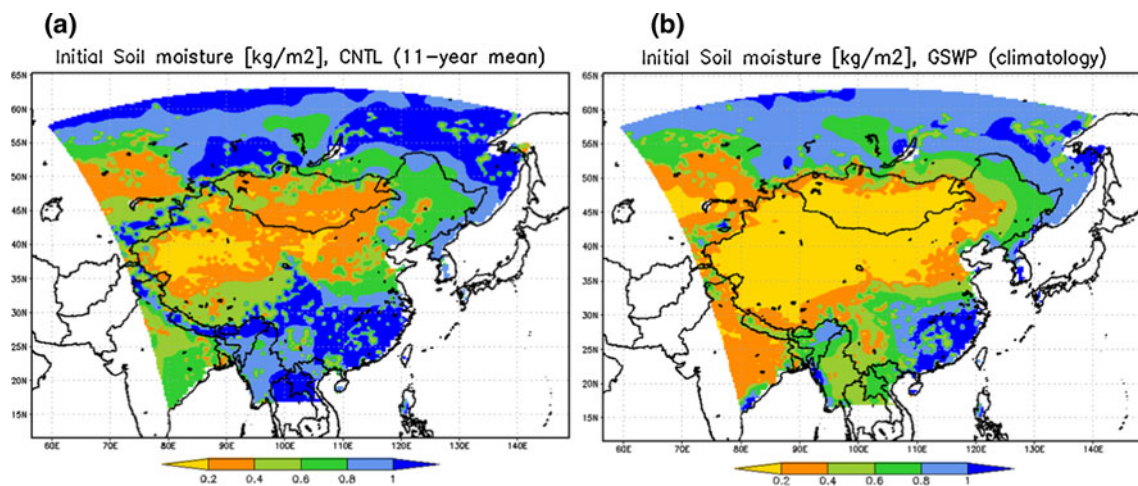 (a)
Initial Soil moisture [kg/m2], CNTL (11-year mean)
65N
60N
55N
50N
45N
40N
35N
30N
25N
20N
15N
60E 70E 80E 90E 100E 110E 120E 130E 140E
0.2 0.4 0.6 0.8 1
(b)
Initial Soil moisture [kg/m2], GSWP (climatology)
65N
60N
55N
50N
45N
40N
35N
30N
25N
20N
15N
60E 70E 80E 90E 100E 110E 120E 130E 140E
0.2 0.4 0.6 0.8 1